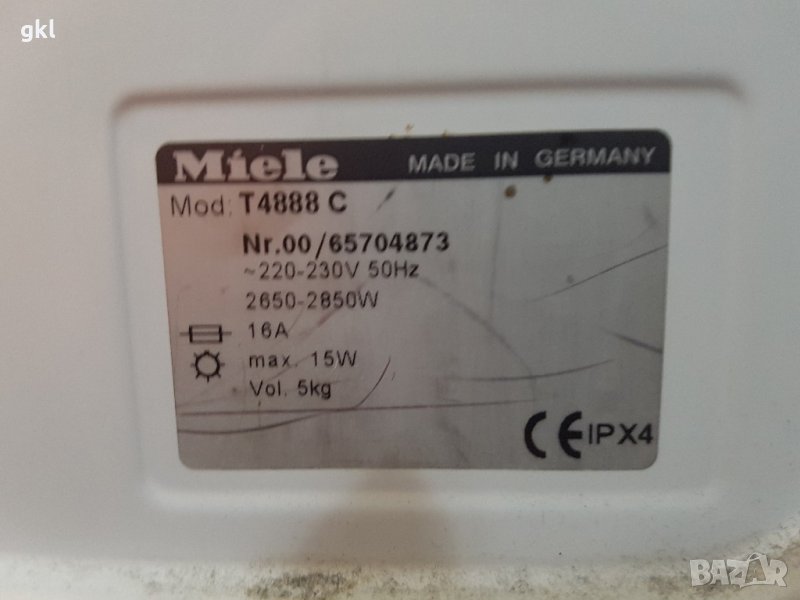 gkl
Miele MADE IN GERMANY
Mod: T4888 C
Nr.00/65704873
~220-230V 50Hz
2650-2850W
16A
max. 15W
Vol. 5kg
CE IPX4
BAZAR